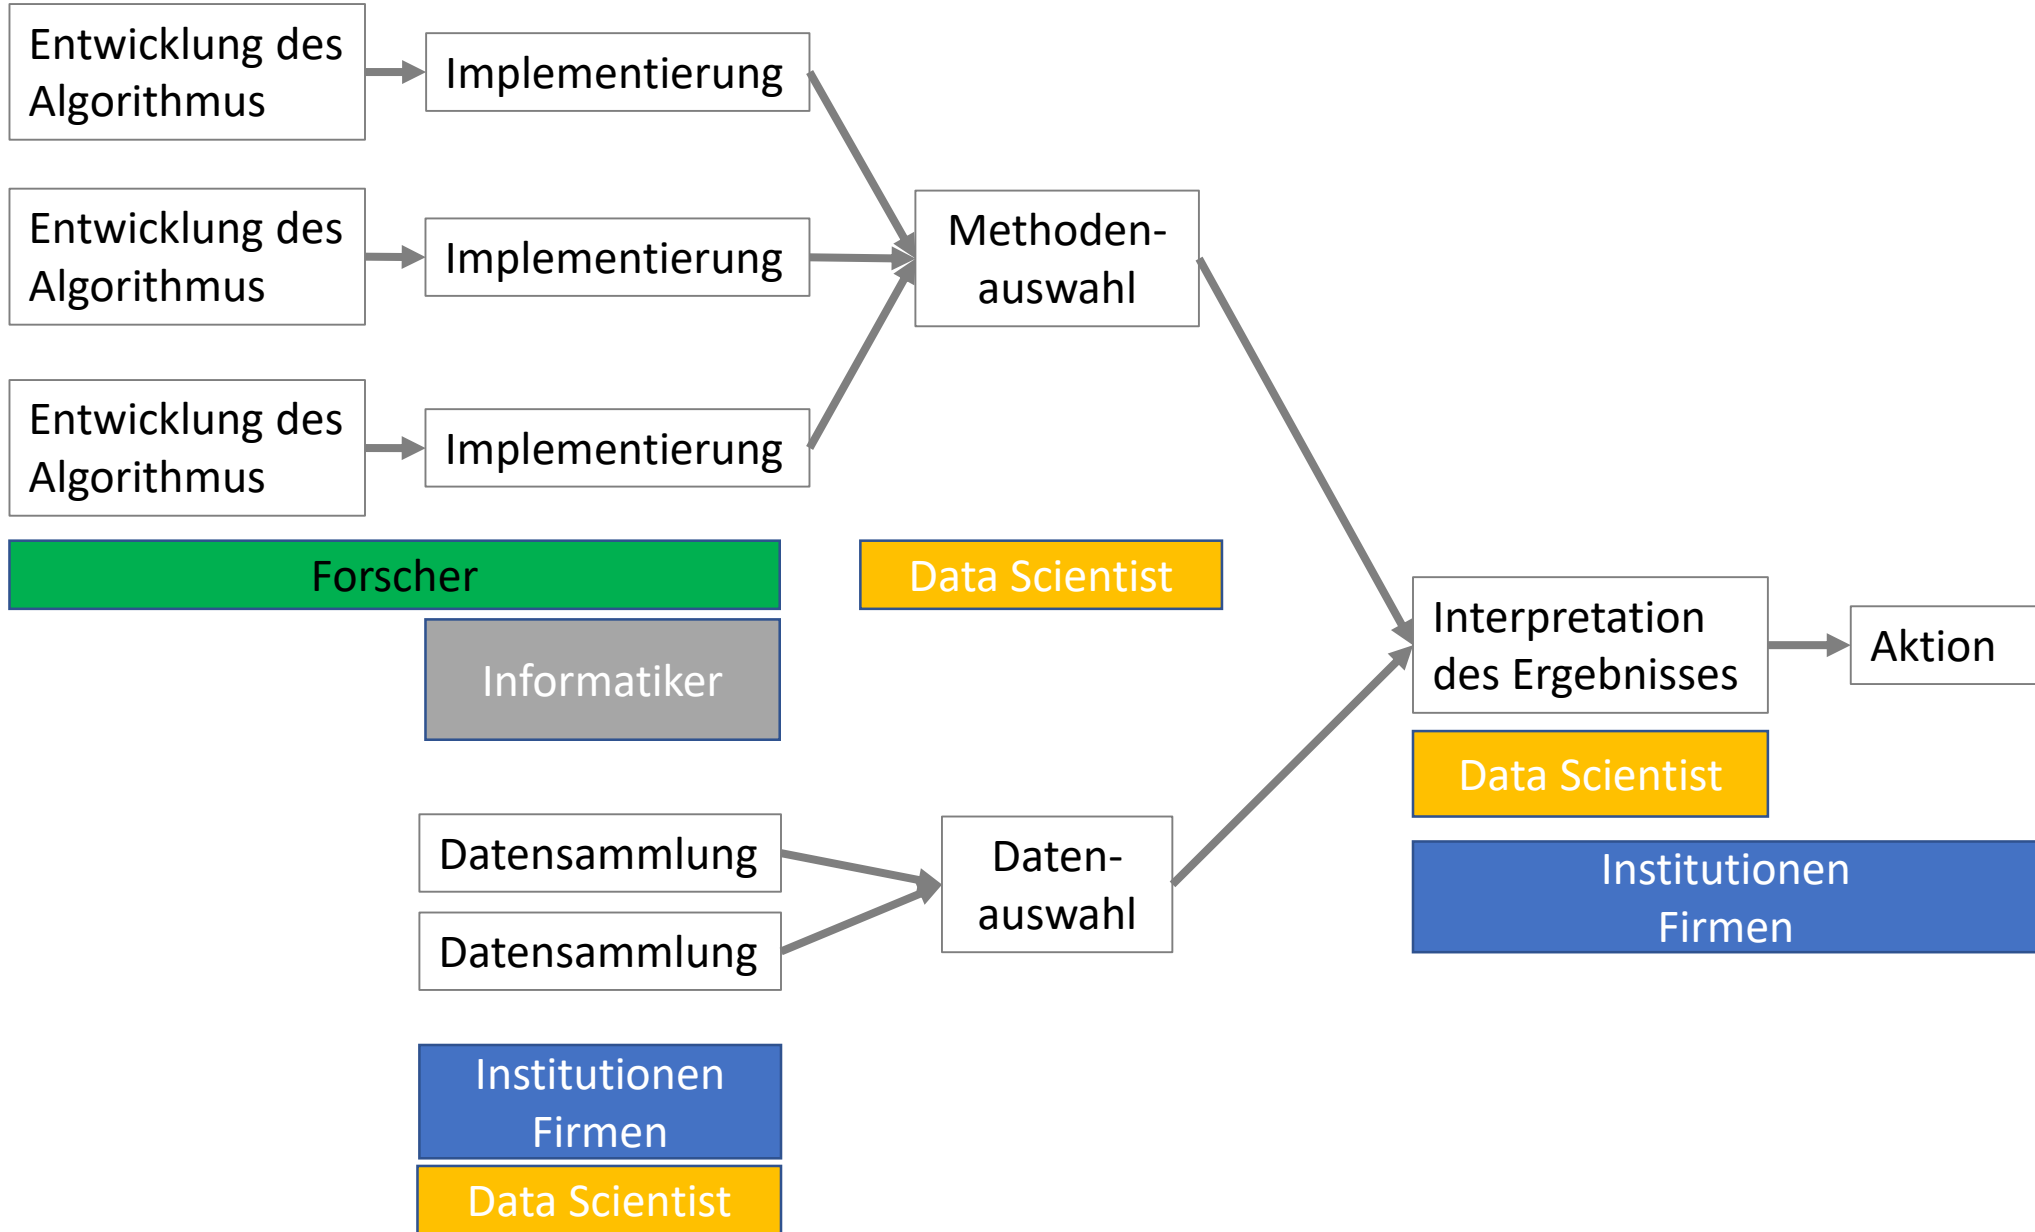 Entwicklung des
Algorithmus
Implementierung
Entwicklung des
Algorithmus
Implementierung
Methoden-
auswahl
Entwicklung des
Algorithmus
Implementierung
Forscher
Data Scientist
Informatiker
Interpretation
des Ergebnisses
Aktion
Data Scientist
Datensammlung
Datensammlung
Daten-
auswahl
Institutionen
Firmen
Institutionen
Firmen
Data Scientist